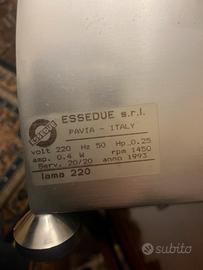 ESSEDUE s.r.l.
PAVIA - ITALY
volt 220 Hz 50 Hp. 0.25
amp. 0.4 W rpm 1450
Serv. 20/20 anno 1993
lama 220
subito